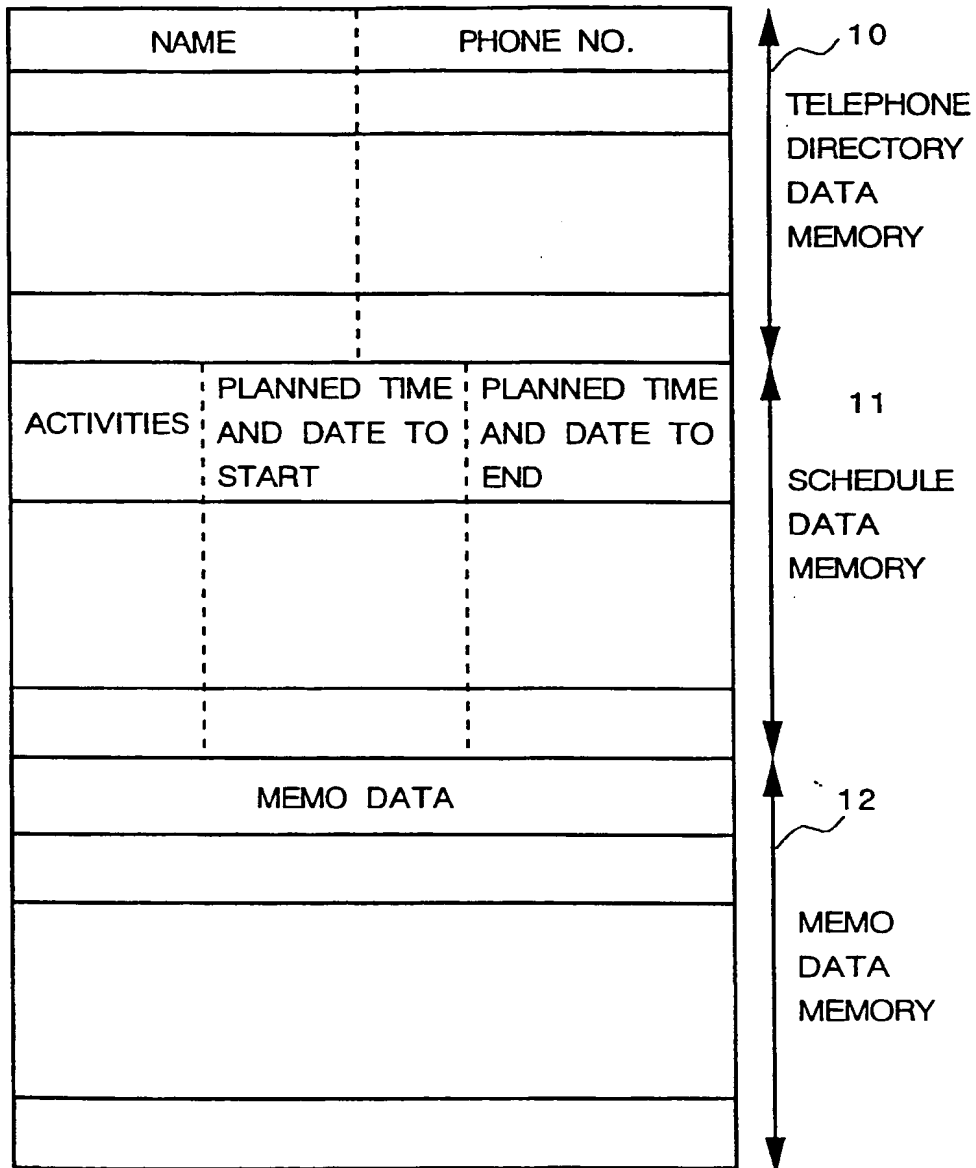 NAME
PHONE NO.
10
TELEPHONE
DIRECTORY
DATA
MEMORY
ACTIVITIES
PLANNED TIME
AND DATE TO
START
PLANNED TIME
AND DATE TO
END
11
SCHEDULE
DATA
MEMORY
MEMO DATA
12
MEMO
DATA
MEMORY